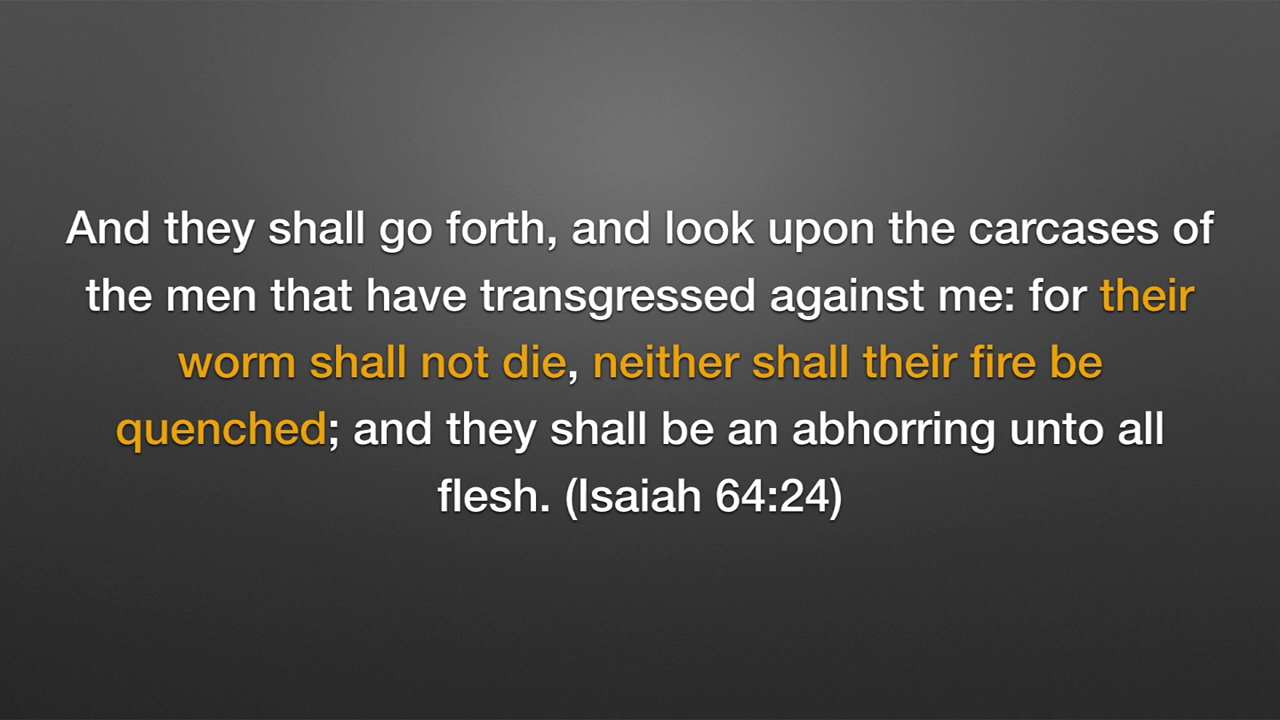 And they shall go forth, and look upon the carcases of
the men that have transgressed against me: for their
worm shall not die, neither shall their fire be
quenched; and they shall be an abhorring unto all
flesh. (Isaiah 64:24)